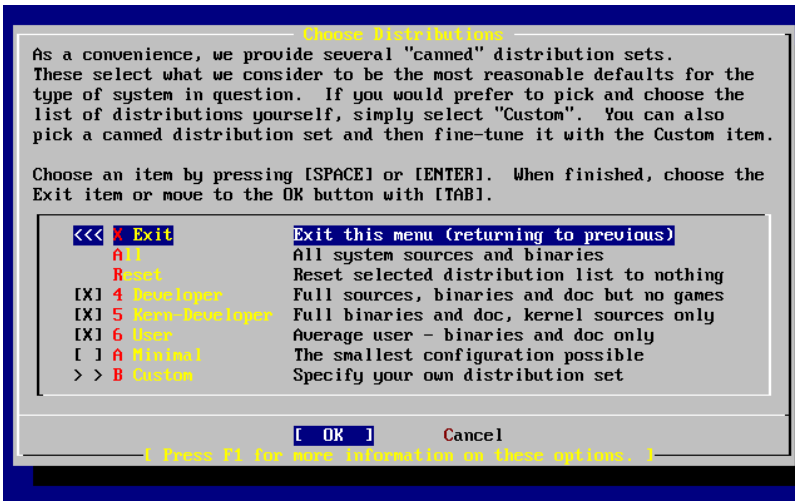 Choose Distributions
As a convenience, we provide several "canned" distribution sets.
These select what we consider to be the most reasonable defaults for the
type of system in question.  If you would prefer to pick and choose the
list of distributions yourself, simply select "Custom".  You can also
pick a canned distribution set and then fine-tune it with the Custom item.
Choose an item by pressing [SPACE] or [ENTER].  When finished, choose the
Exit item or move to the OK button with [TAB].
<<< X Exit Exit this menu (returning to previous)
All All system sources and binaries
Reset Reset selected distribution list to nothing
[X] 4 Developer Full sources, binaries and doc but no games
[X] 5 Kern-Developer Full binaries and doc, kernel sources only
[X] 6 User Average user - binaries and doc only
[ ] A Minimal The smallest configuration possible
> > B Custom Specify your own distribution set
[ OK ] Cancel
[ Press F1 for more information on these options. ]